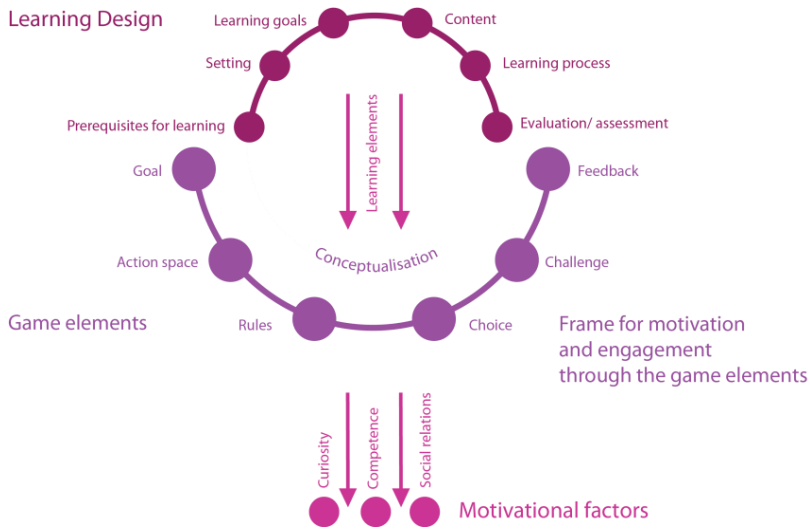 Learning Design
Learning goals
Content
Setting
Learning process
Prerequisites for learning
Evaluation/ assessment
Learning elements
Goal
Feedback
Conceptualisation
Action space
Challenge
Game elements
Rules
Choice
Frame for motivation
and engagement
through the game elements
Curiosity
Competence
Social relations
Motivational factors